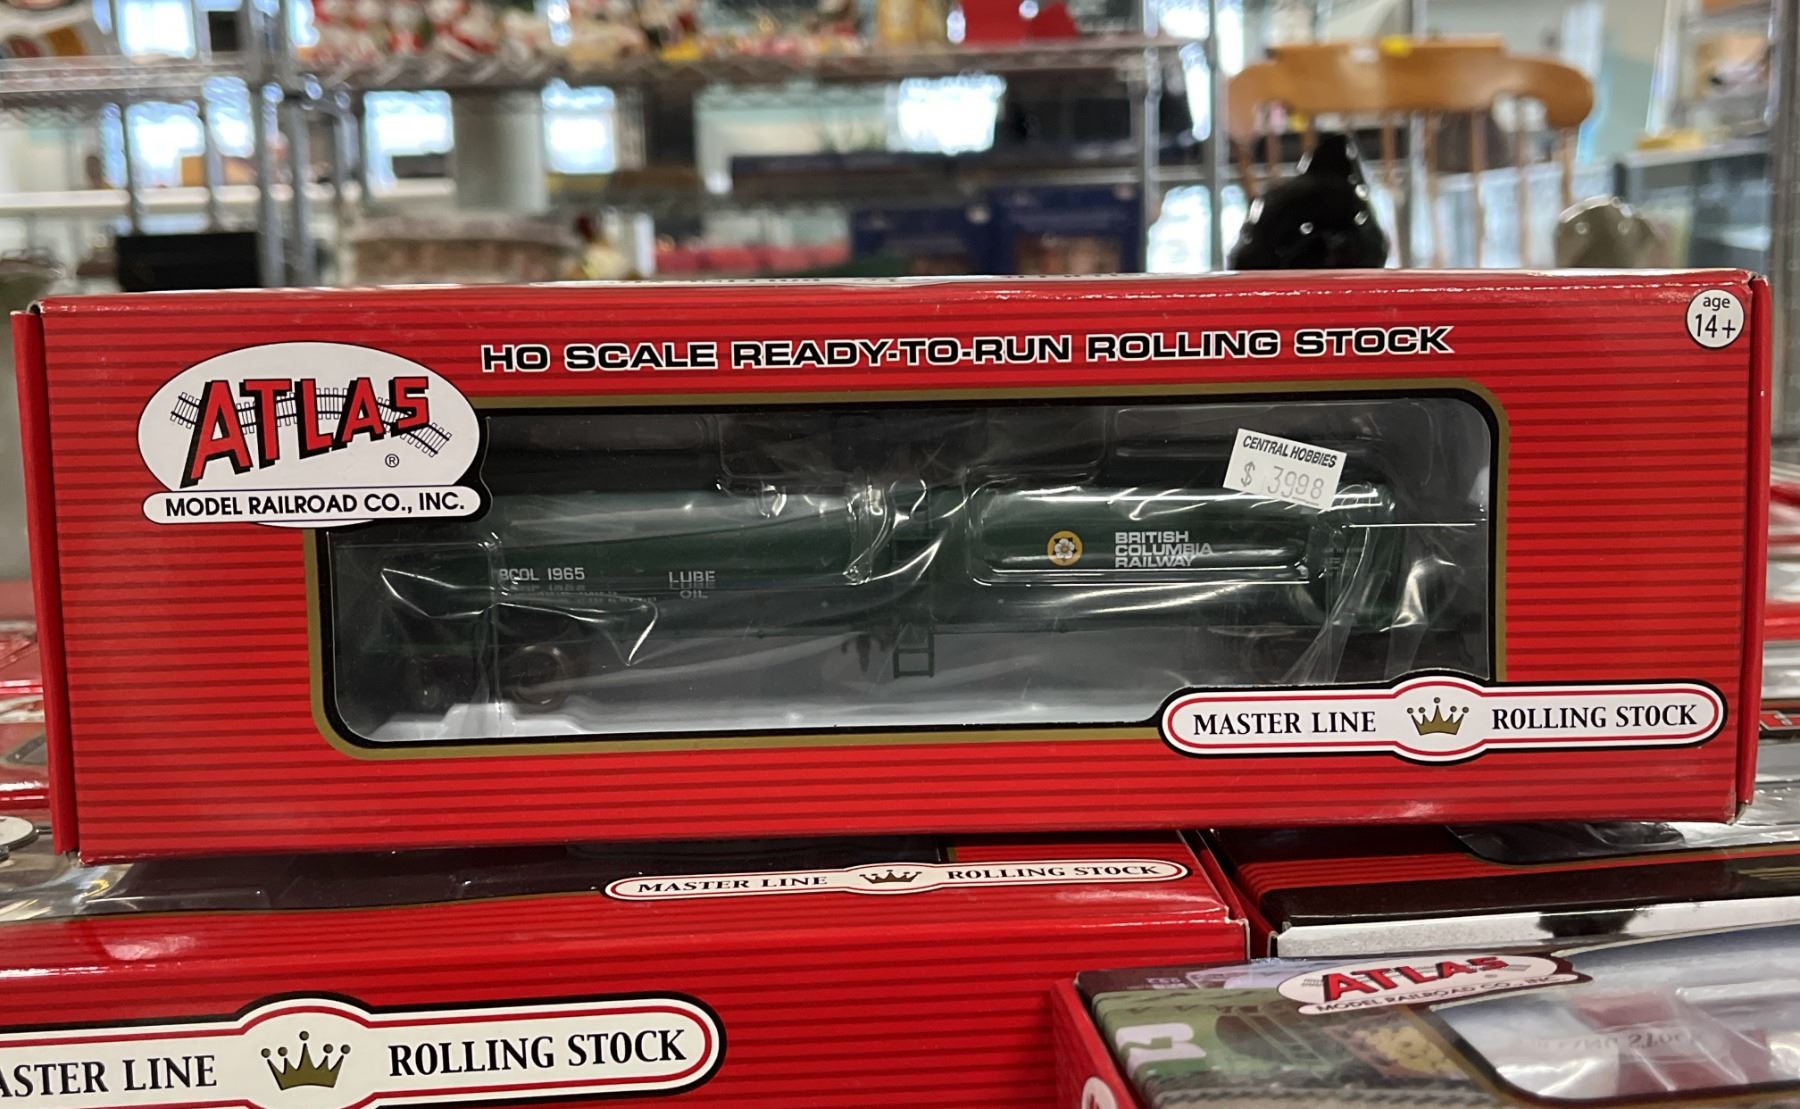 HO SCALE READY-TO-RUN ROLLING STOCK
age
14+
ATLAS
®
MODEL RAILROAD CO., INC.
CENTRAL HOBBIES
$ 39.98
BRITISH
COLUMBIA
RAILWAY
BCOL 1965
LUBE
OIL
MASTER LINE ROLLING STOCK
MASTER LINE ROLLING STOCK
ATLAS
MODEL RAILROAD CO., INC.
ASTER LINE ROLLING STOCK